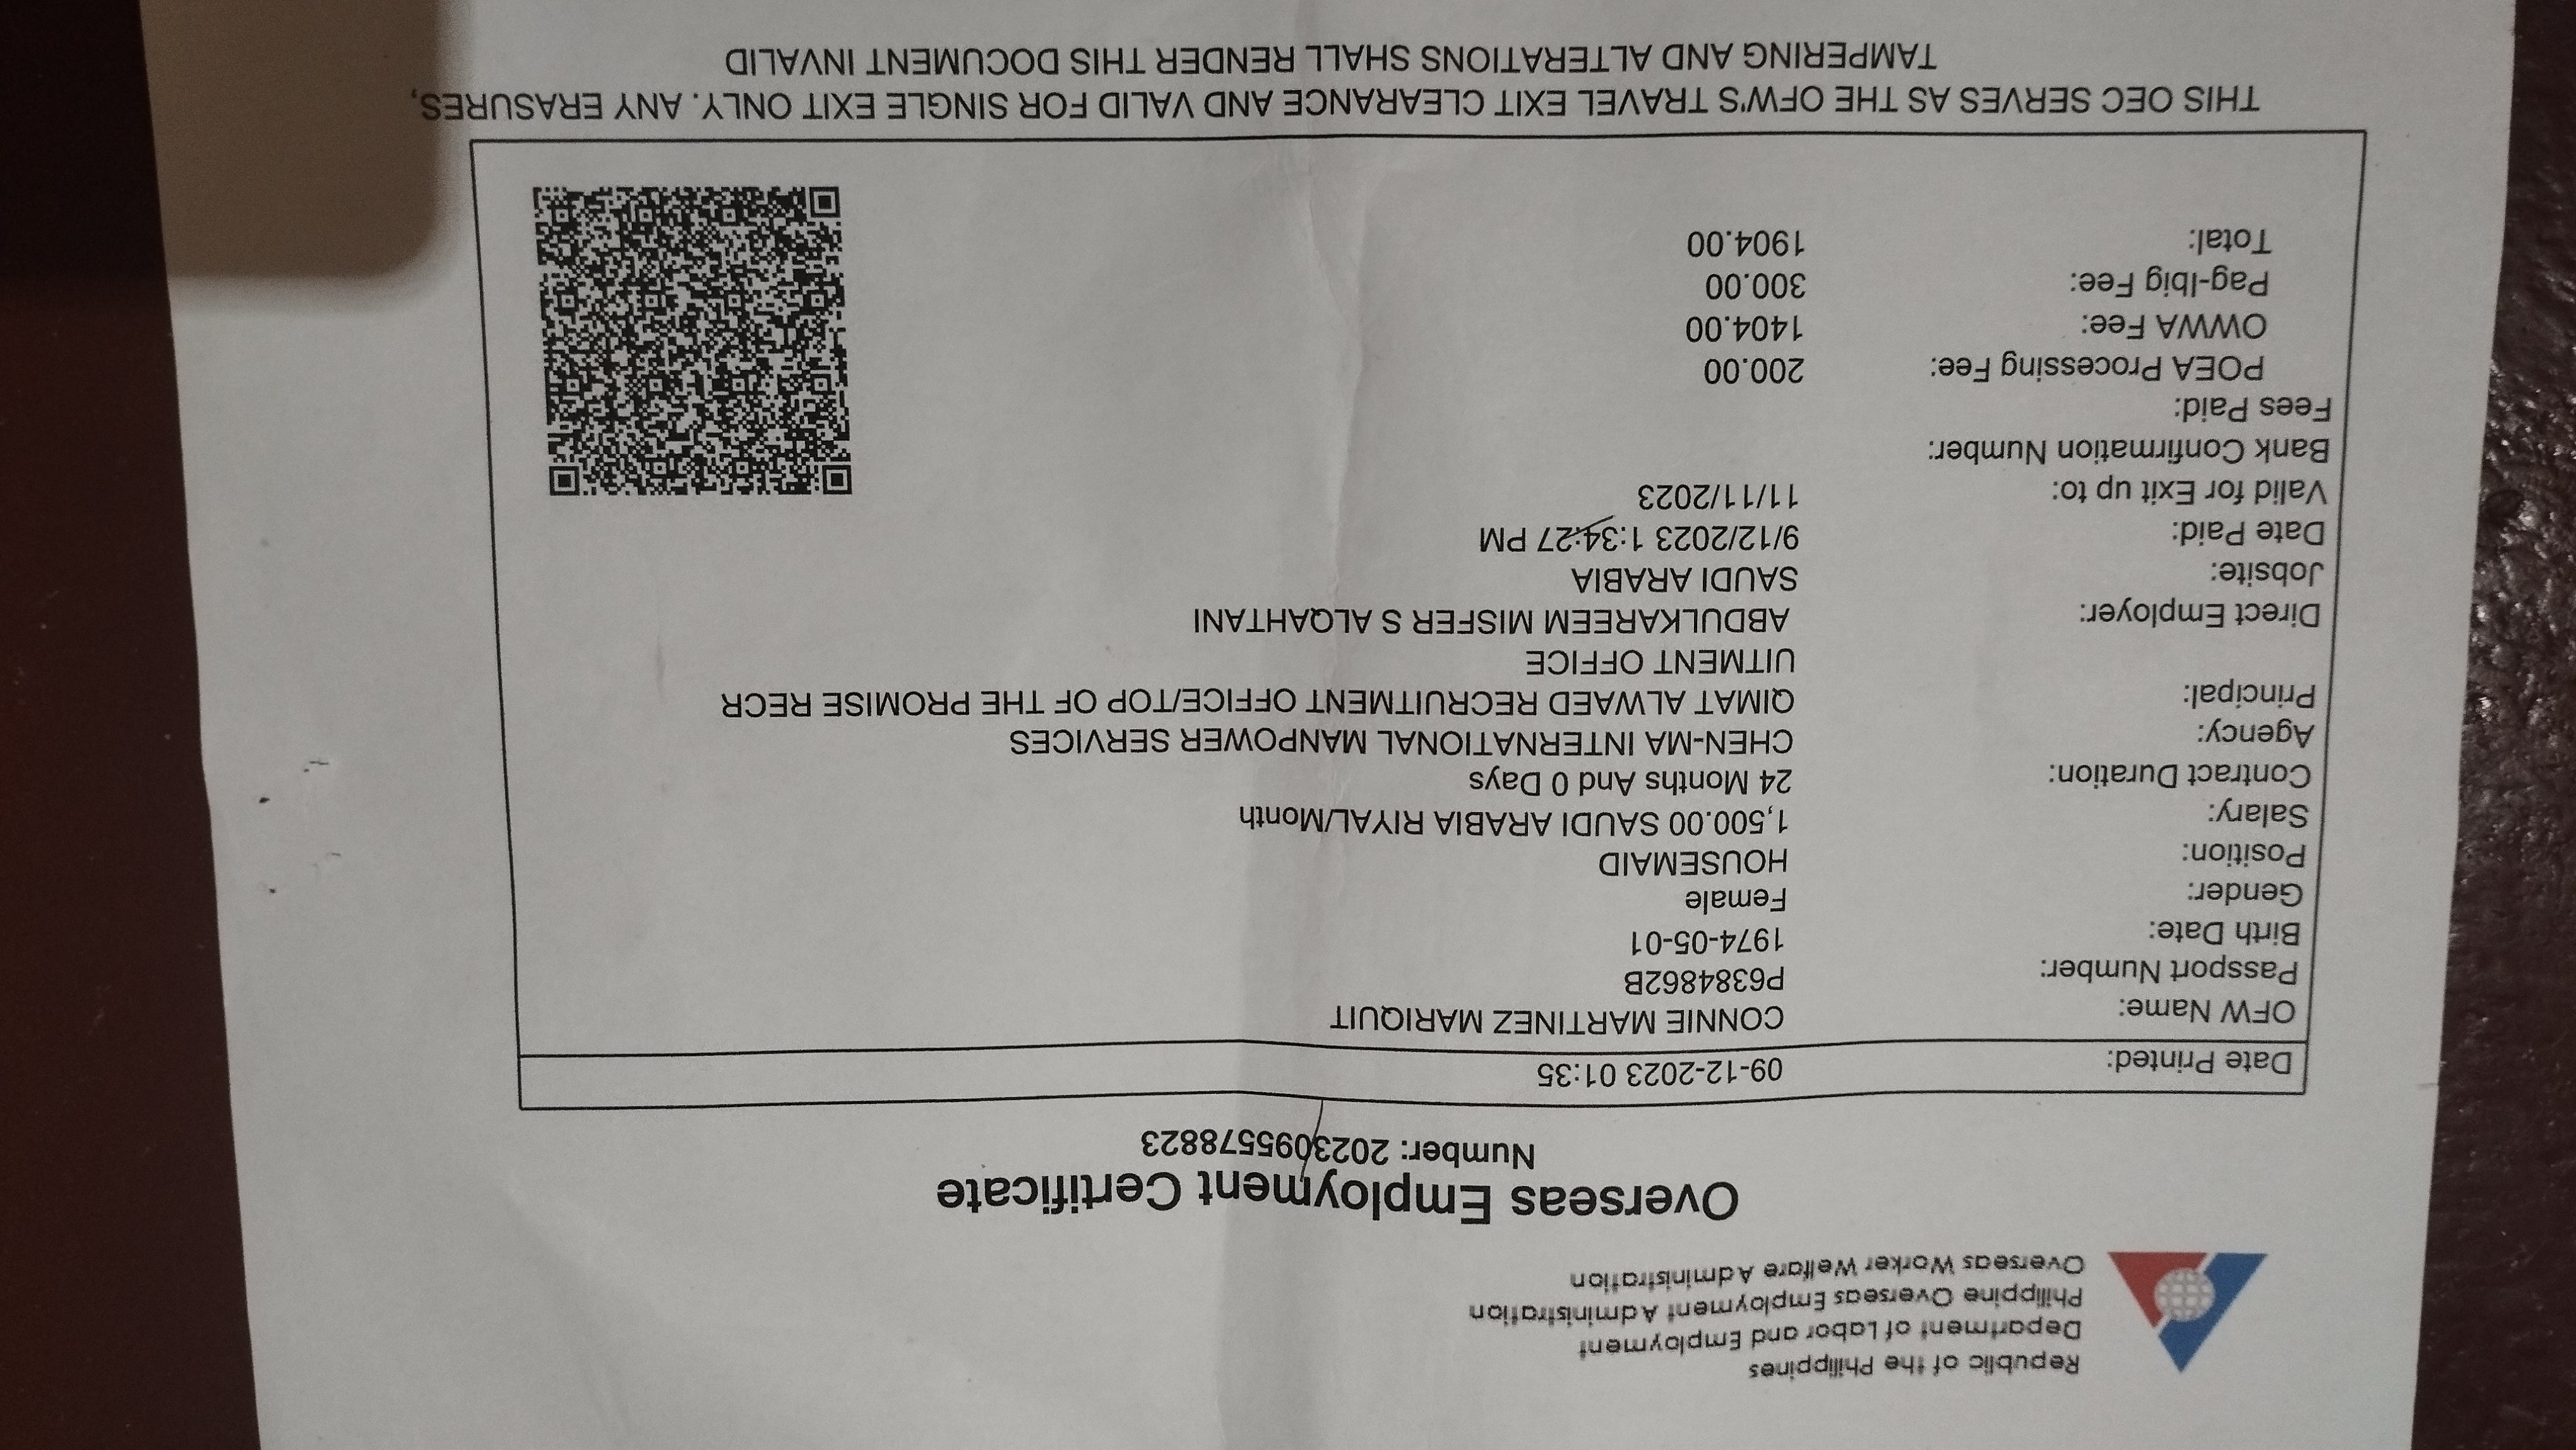 Republic of the Philippines
Department of Labor and Employment
Philippine Overseas Employment Administration
Overseas Worker Welfare Administration
Overseas Employment Certificate
Number: 2023095578823
Date Printed: 09-12-2023 01:35
OFW Name: CONNIE MARTINEZ MARIQUIT
Passport Number: P6384862B
Birth Date: 1974-05-01
Gender: Female
Position: HOUSEMAID
Salary: 1,500.00 SAUDI ARABIA RIYAL/Month
Contract Duration: 24 Months And 0 Days
Agency: CHEN-MA INTERNATIONAL MANPOWER SERVICES
Principal: QIMAT ALWAED RECRUITMENT OFFICE/TOP OF THE PROMISE RECR
UITMENT OFFICE
Direct Employer: ABDULKAREEM MISFER S ALQAHTANI
Jobsite: SAUDI ARABIA
Date Paid: 9/12/2023 1:34:27 PM
Valid for Exit up to: 11/11/2023
Bank Confirmation Number:
Fees Paid:
POEA Processing Fee: 200.00
OWWA Fee: 1404.00
Pag-Ibig Fee: 300.00
Total: 1904.00
THIS OEC SERVES AS THE OFW'S TRAVEL EXIT CLEARANCE AND VALID FOR SINGLE EXIT ONLY. ANY ERASURES,
TAMPERING AND ALTERATIONS SHALL RENDER THIS DOCUMENT INVALID